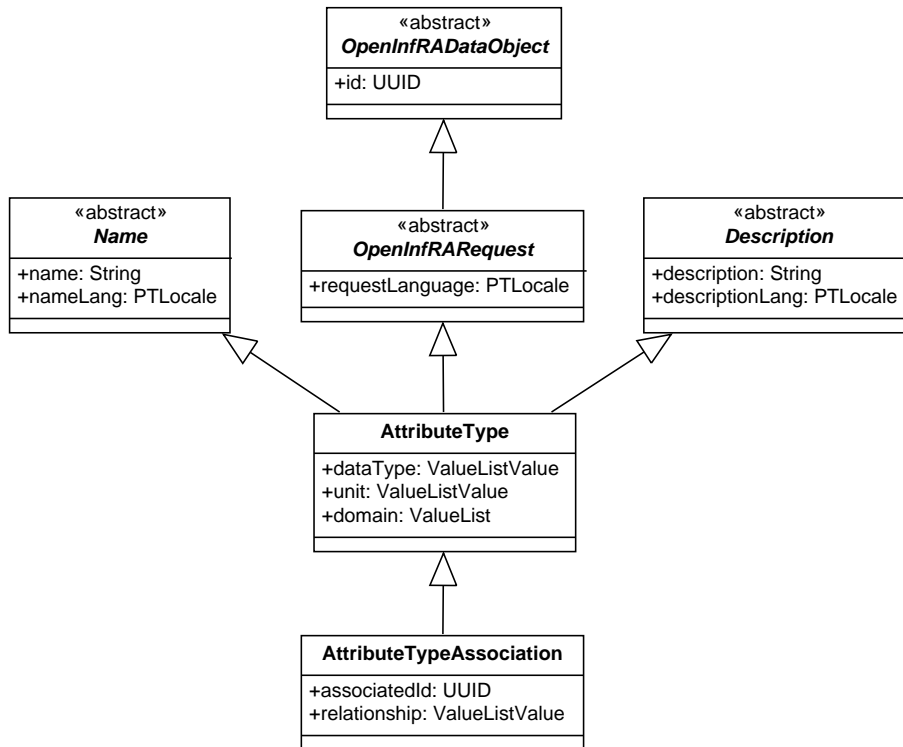 «abstract»
OpenInfRADataObject
+id: UUID
«abstract»
Name
+name: String
+nameLang: PTLocale
«abstract»
OpenInfRARequest
+requestLanguage: PTLocale
«abstract»
Description
+description: String
+descriptionLang: PTLocale
AttributeType
+dataType: ValueListValue
+unit: ValueListValue
+domain: ValueList
AttributeTypeAssociation
+associatedId: UUID
+relationship: ValueListValue